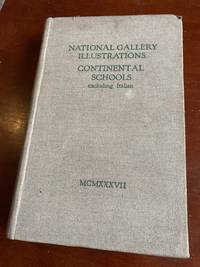 NATIONAL GALLERY
ILLUSTRATIONS
CONTINENTAL
SCHOOLS
excluding Italian
MCMXXXVII